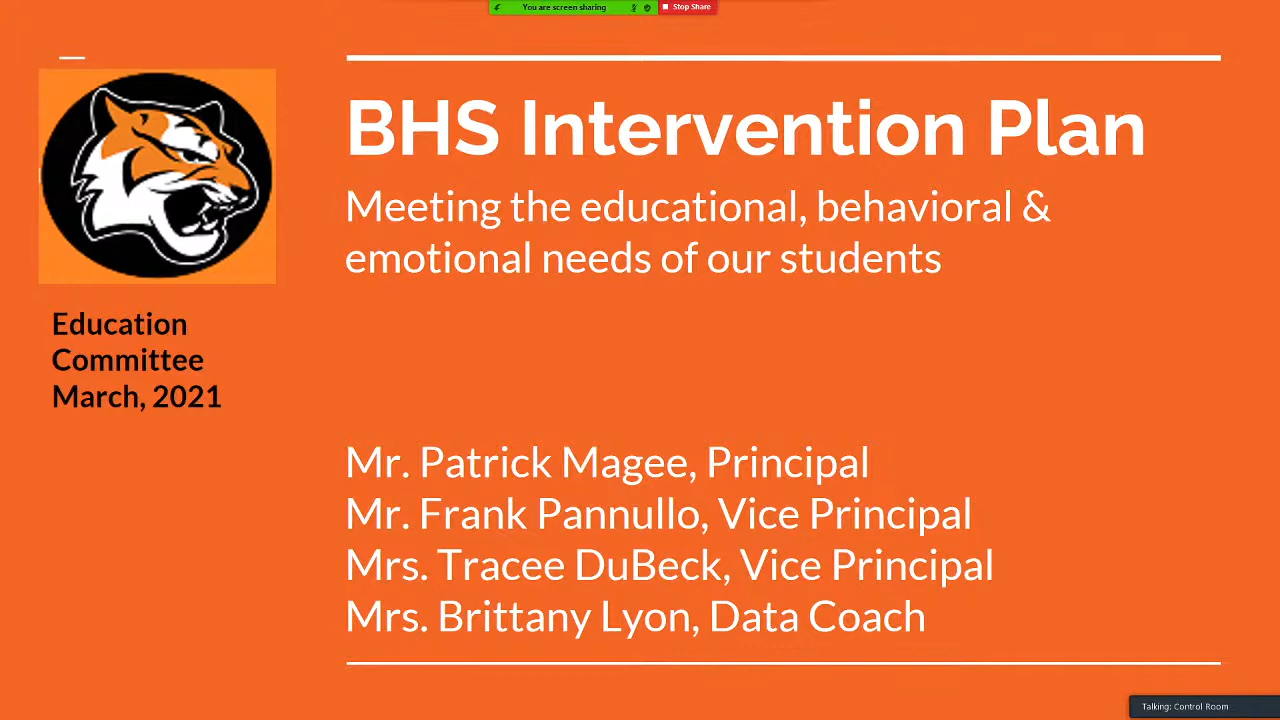 You are screen sharing
Stop Share
BHS Intervention Plan
Meeting the educational, behavioral &
emotional needs of our students
Education
Committee
March, 2021
Mr. Patrick Magee, Principal
Mr. Frank Pannullo, Vice Principal
Mrs. Tracee DuBeck, Vice Principal
Mrs. Brittany Lyon, Data Coach
Talking: Control Room